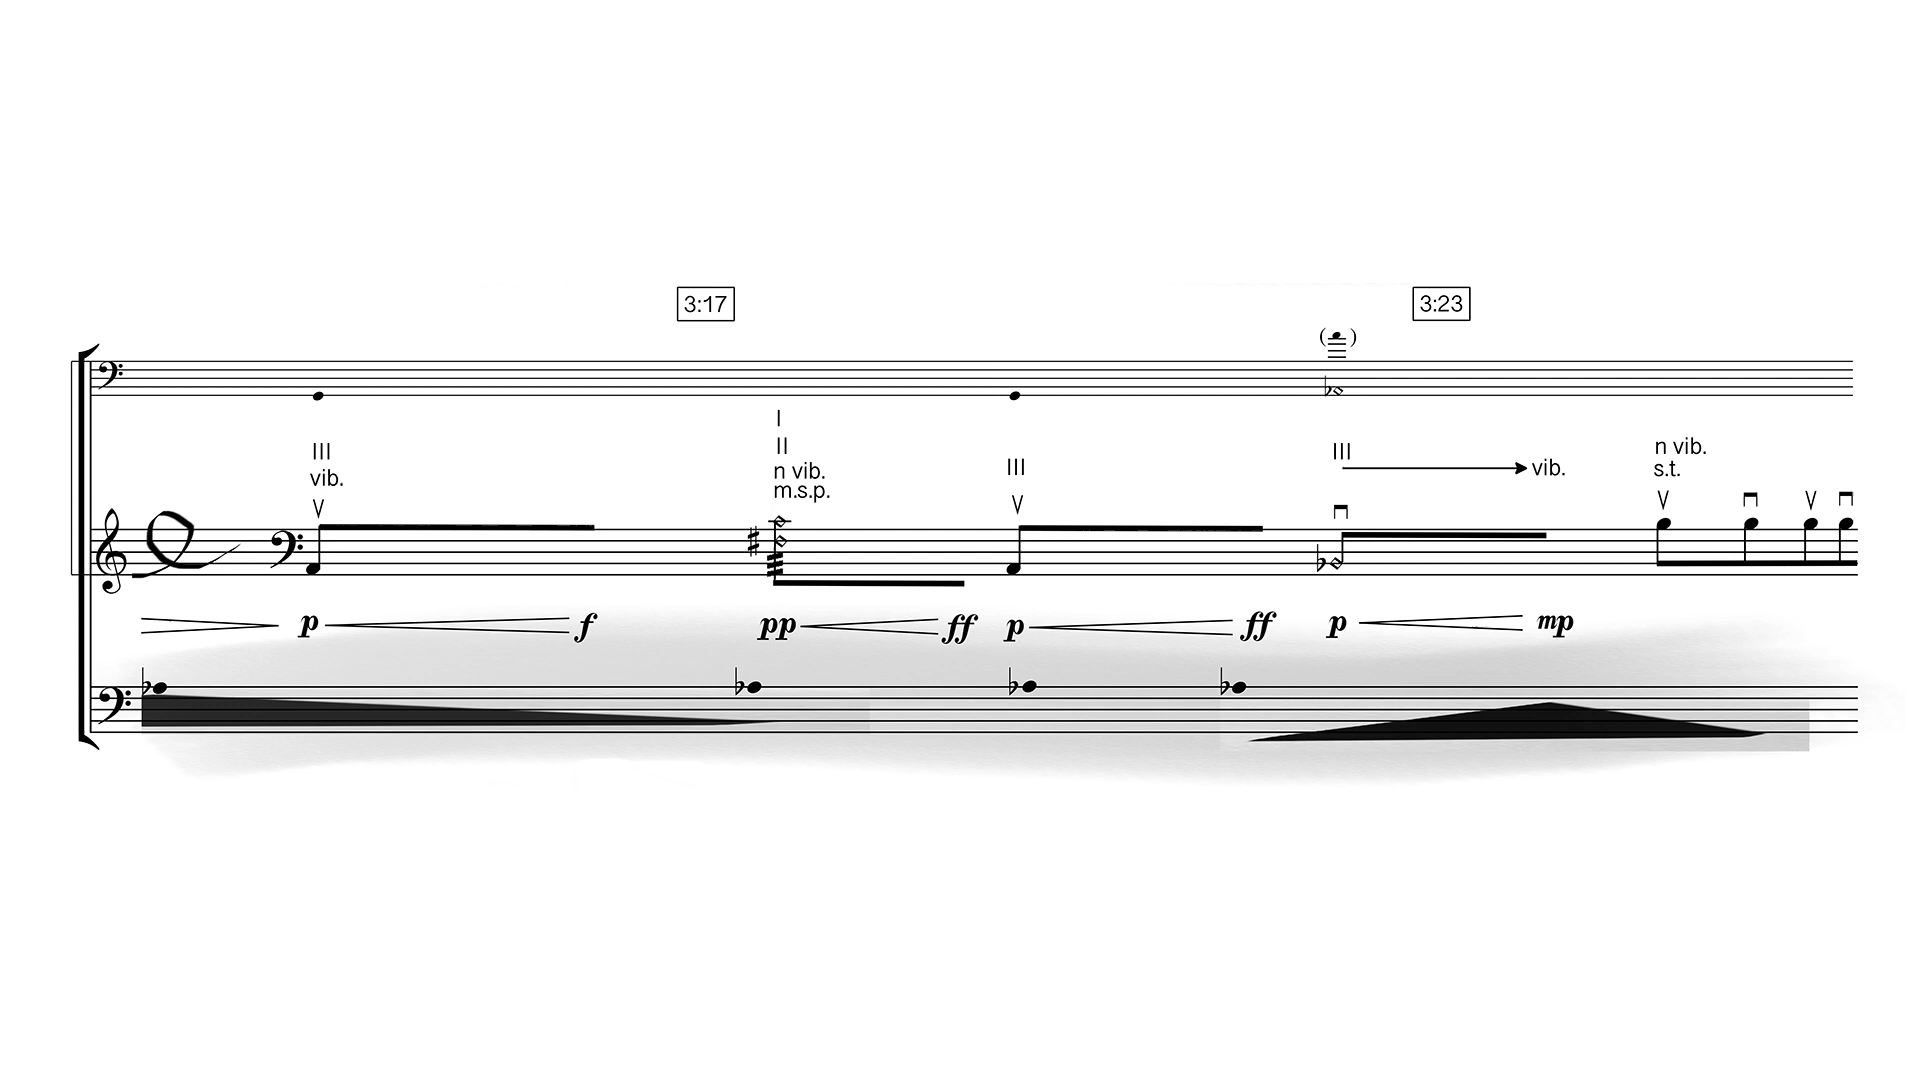 3:17
3:23
( )
I
III
II
III
n vib.
III
vib.
vib.
m.s.p.
n vib.
s.t.
p
f
pp
ff
p
ff
p
mp